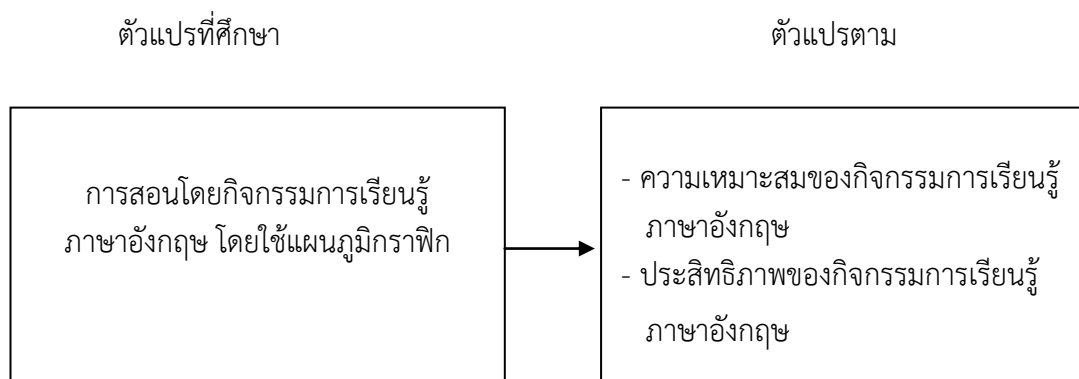 ตัวแปรที่ศึกษา
ตัวแปรตาม
การสอนโดยกิจกรรมการเรียนรู้
ภาษาอังกฤษ โดยใช้แผนภูมิกราฟิก
- ความเหมาะสมของกิจกรรมการเรียนรู้
ภาษาอังกฤษ
- ประสิทธิภาพของกิจกรรมการเรียนรู้
ภาษาอังกฤษ